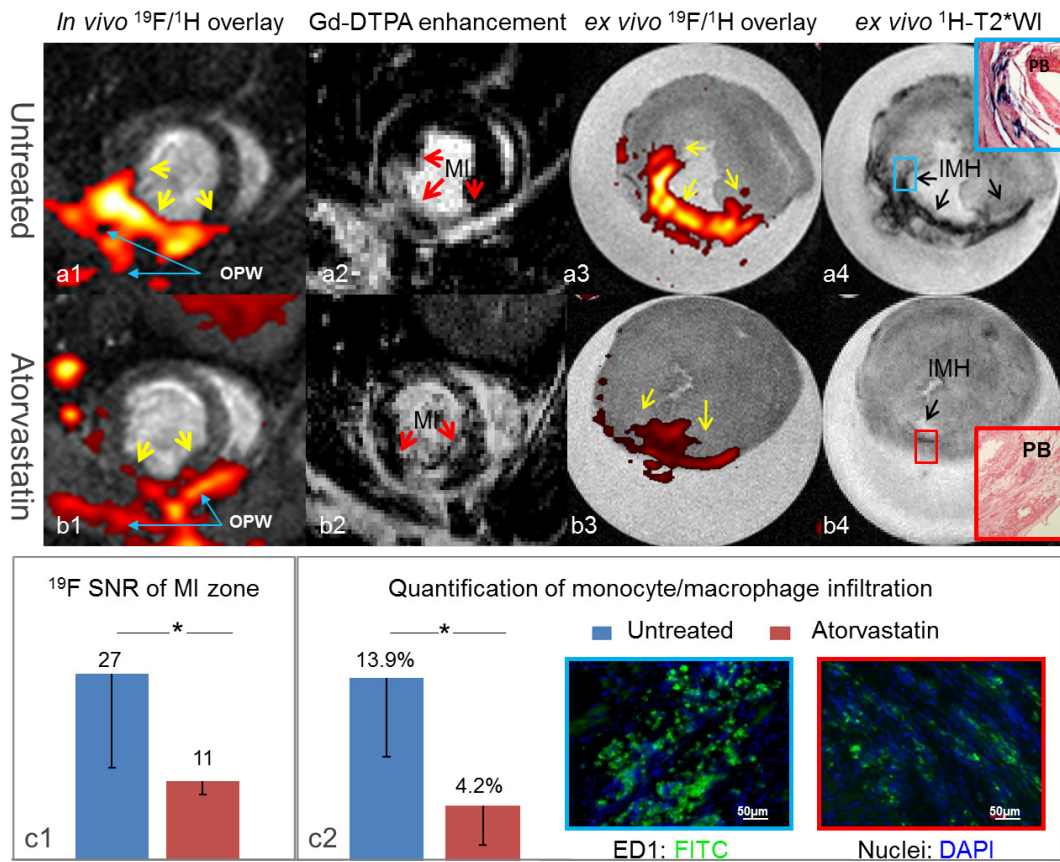 In vivo ¹⁹F/¹H overlay
Gd-DTPA enhancement
ex vivo ¹⁹F/¹H overlay
ex vivo ¹H-T2*WI
Untreated
OPW
a1
MI
a2
a3
PB
IMH
a4
Atorvastatin
OPW
b1
MI
b2
b3
IMH
PB
b4
¹⁹F SNR of MI zone
*
27
11
c1
Quantification of monocyte/macrophage infiltration
Untreated
Atorvastatin
*
13.9%
4.2%
c2
50µm
50µm
ED1: FITC
Nuclei: DAPI